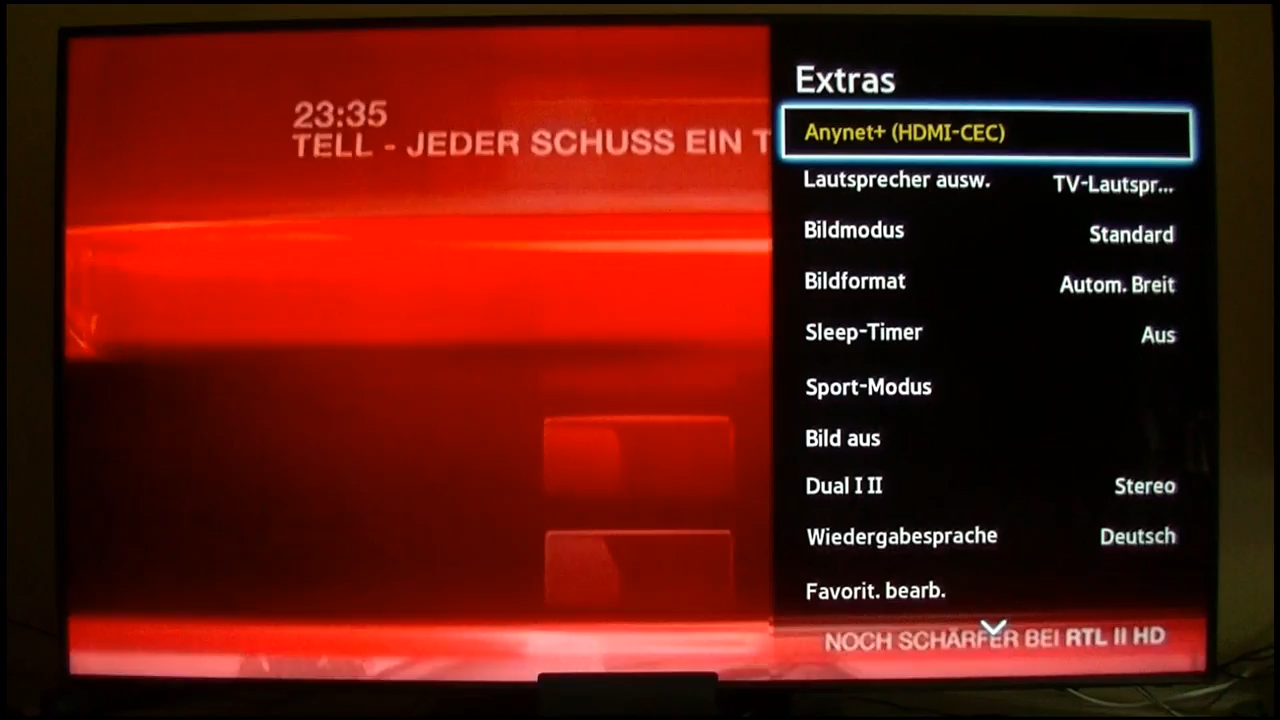 23:35
TELL - JEDER SCHUSS EIN T
Extras
Anynet+ (HDMI-CEC)
Lautsprecher ausw. TV-Lautspr...
Bildmodus Standard
Bildformat Autom. Breit
Sleep-Timer Aus
Sport-Modus
Bild aus
Dual I II Stereo
Wiedergabesprache Deutsch
Favorit. bearb.
NOCH SCHÄRFER BEI RTL II HD